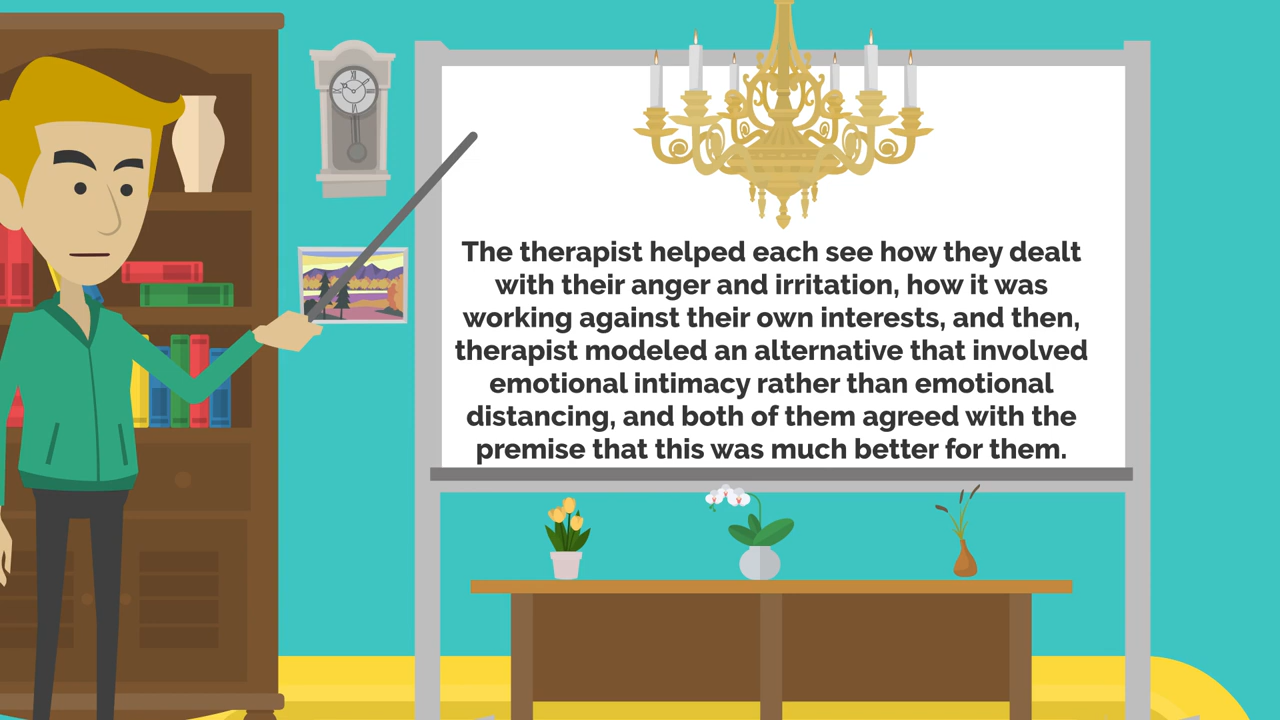 The therapist helped each see how they dealt
with their anger and irritation, how it was
working against their own interests, and then,
therapist modeled an alternative that involved
emotional intimacy rather than emotional
distancing, and both of them agreed with the
premise that this was much better for them.